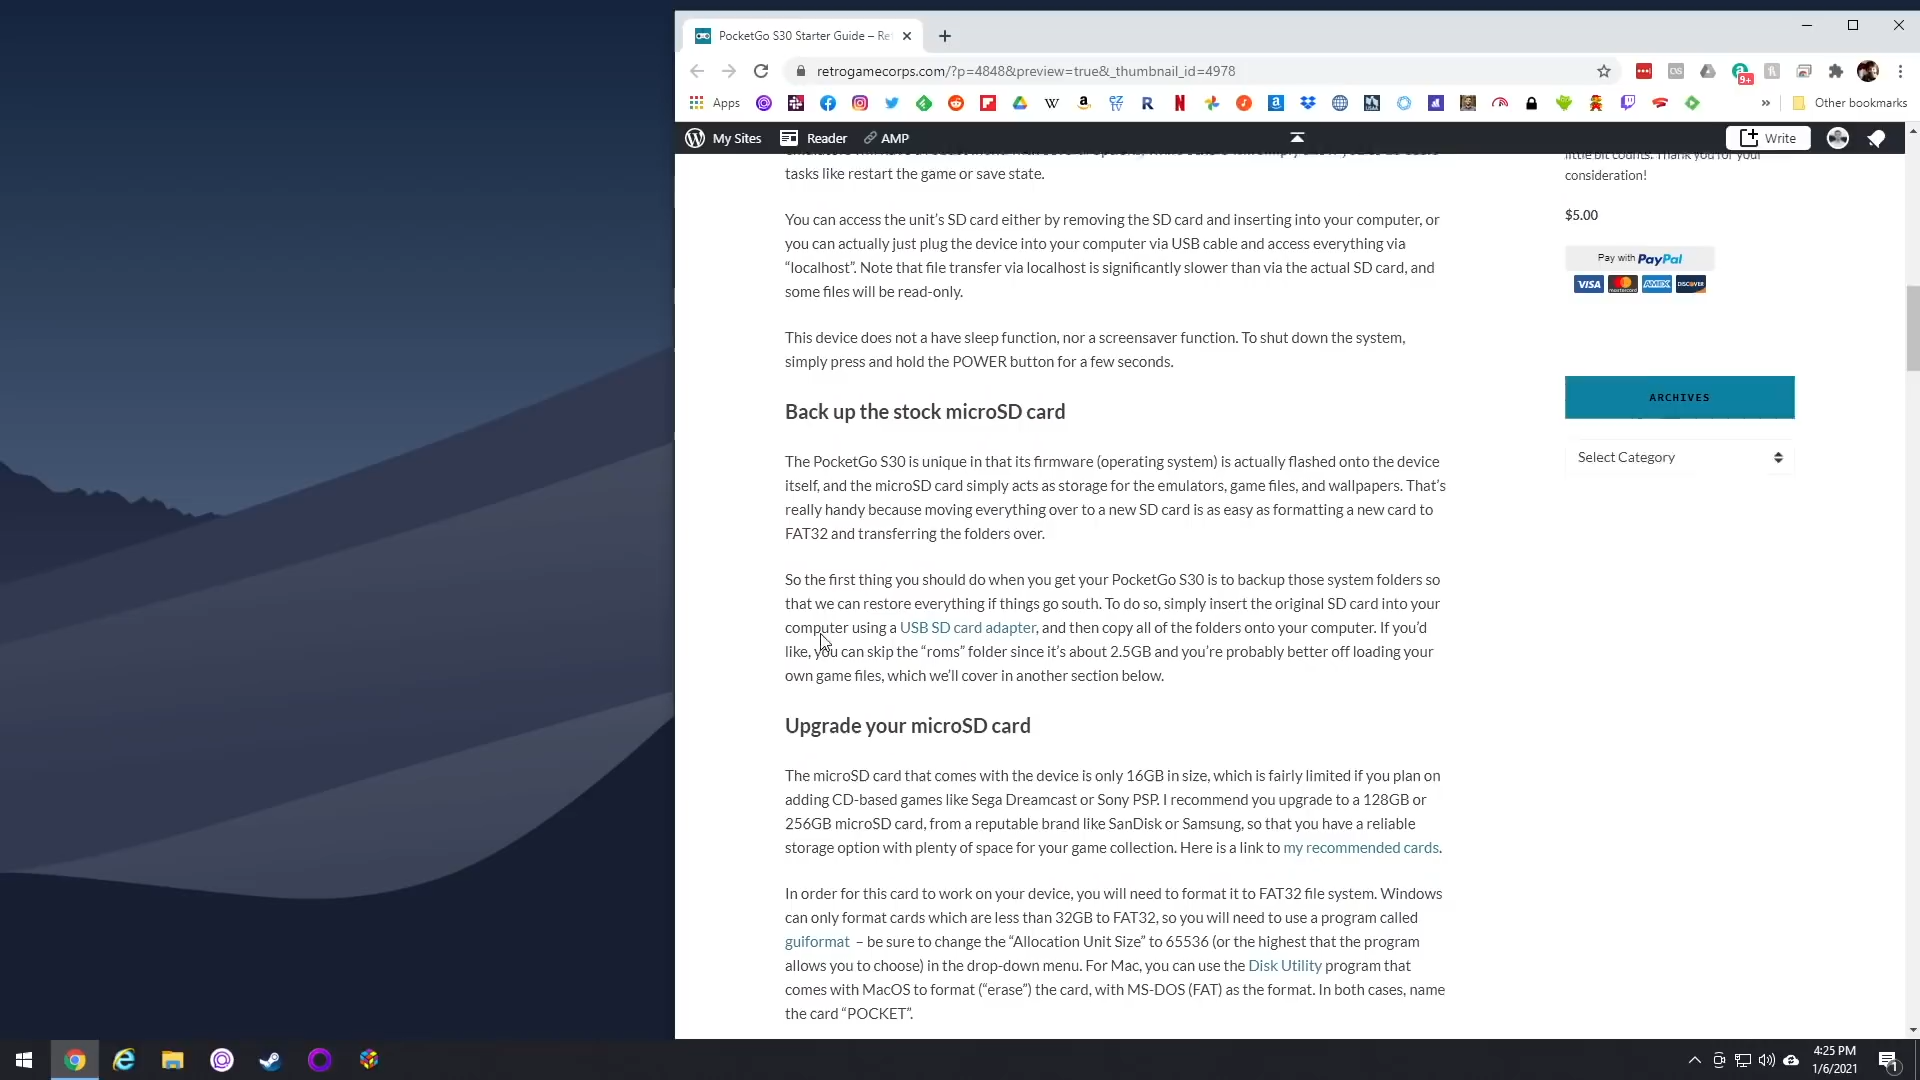 PocketGo S30 Starter Guide – Re
retrogamecorps.com/?p=4848&preview=true&_thumbnail_id=4978
9+
Apps
Other bookmarks
My Sites
Reader
AMP
Write
tasks like restart the game or save state.
You can access the unit’s SD card either by removing the SD card and inserting into your computer, or
you can actually just plug the device into your computer via USB cable and access everything via
“localhost”. Note that file transfer via localhost is significantly slower than via the actual SD card, and
some files will be read-only.
This device does not a have sleep function, nor a screensaver function. To shut down the system,
simply press and hold the POWER button for a few seconds.
Back up the stock microSD card
The PocketGo S30 is unique in that its firmware (operating system) is actually flashed onto the device
itself, and the microSD card simply acts as storage for the emulators, game files, and wallpapers. That’s
really handy because moving everything over to a new SD card is as easy as formatting a new card to
FAT32 and transferring the folders over.
So the first thing you should do when you get your PocketGo S30 is to backup those system folders so
that we can restore everything if things go south. To do so, simply insert the original SD card into your
computer using a USB SD card adapter, and then copy all of the folders onto your computer. If you’d
like, you can skip the “roms” folder since it’s about 2.5GB and you’re probably better off loading your
own game files, which we’ll cover in another section below.
Upgrade your microSD card
The microSD card that comes with the device is only 16GB in size, which is fairly limited if you plan on
adding CD-based games like Sega Dreamcast or Sony PSP. I recommend you upgrade to a 128GB or
256GB microSD card, from a reputable brand like SanDisk or Samsung, so that you have a reliable
storage option with plenty of space for your game collection. Here is a link to my recommended cards.
In order for this card to work on your device, you will need to format it to FAT32 file system. Windows
can only format cards which are less than 32GB to FAT32, so you will need to use a program called
guiformat – be sure to change the “Allocation Unit Size” to 65536 (or the highest that the program
allows you to choose) in the drop-down menu. For Mac, you can use the Disk Utility program that
comes with MacOS to format (“erase”) the card, with MS-DOS (FAT) as the format. In both cases, name
the card “POCKET”.
little bit counts. Thank you for your
consideration!
$5.00
Pay with PayPal
VISA mastercard AMEX DISCOVER
ARCHIVES
Select Category
4:25 PM
1/6/2021
1